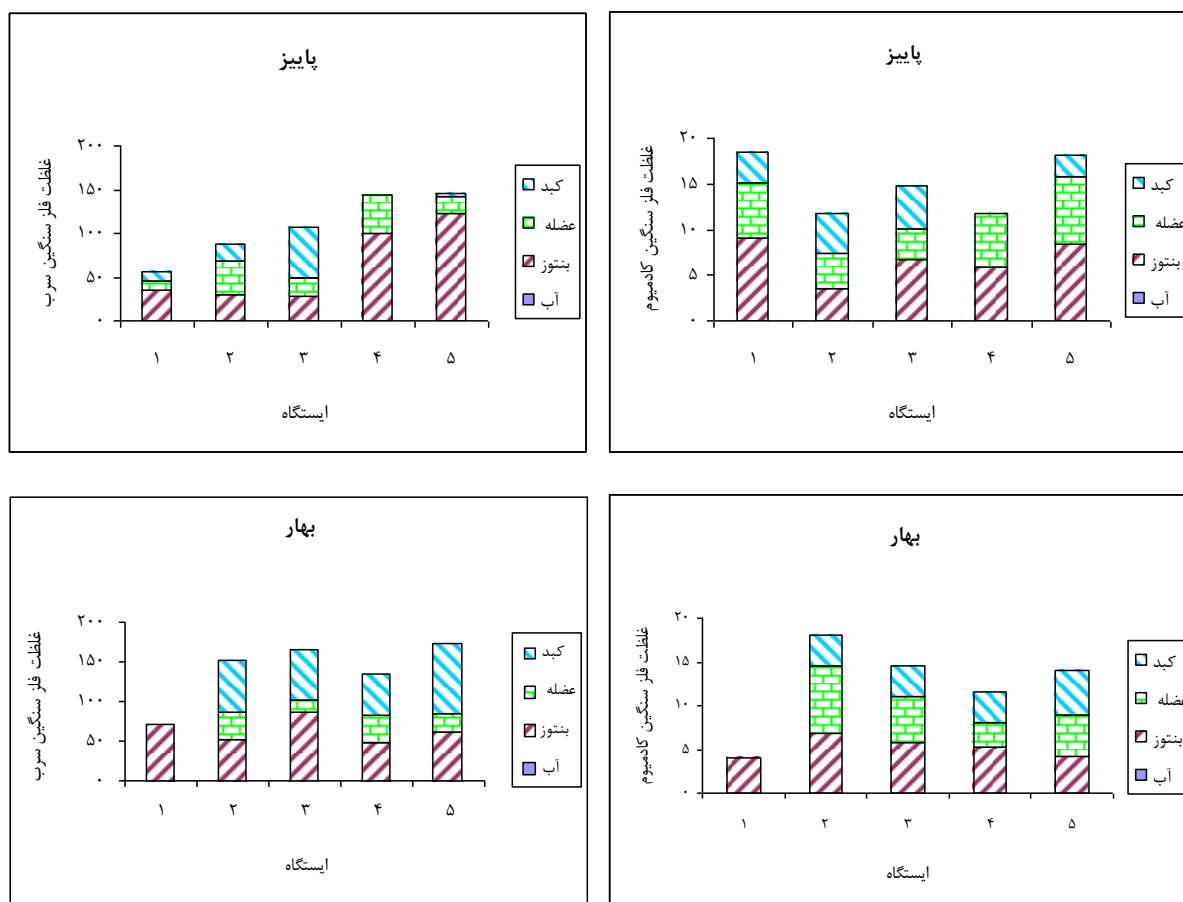 پاییز
غلظت فلز سنگین سرب
۲۰۰
۱۵۰
۱۰۰
۵۰
۰
۱ ۲ ۳ ۴ ۵
ایستگاه
کبد
عضله
بنتوز
آب
پاییز
غلظت فلز سنگین کادمیوم
۲۰
۱۵
۱۰
۵
۰
۱ ۲ ۳ ۴ ۵
ایستگاه
کبد
عضله
بنتوز
آب
بهار
غلظت فلز سنگین سرب
۲۰۰
۱۵۰
۱۰۰
۵۰
۰
۱ ۲ ۳ ۴ ۵
ایستگاه
کبد
عضله
بنتوز
آب
بهار
غلظت فلز سنگین کادمیوم
۲۰
۱۵
۱۰
۵
۰
۱ ۲ ۳ ۴ ۵
ایستگاه
کبد
عضله
بنتوز
آب